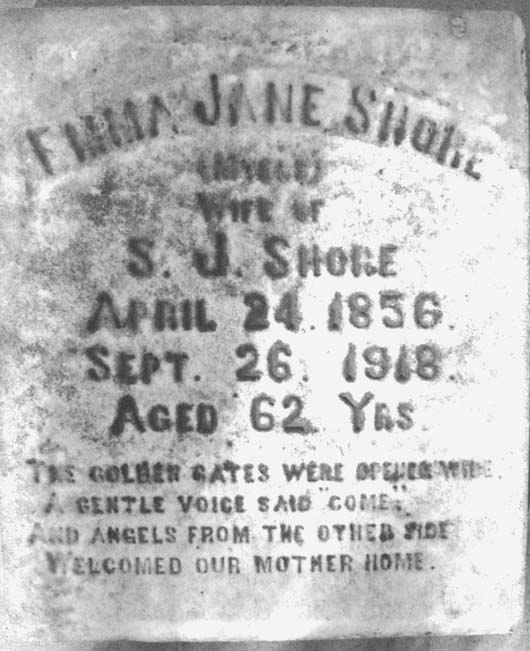 EMMA JANE SHORE
WIFE OF
S. J. SHORE
APRIL 24. 1856.
SEPT. 26. 1918.
AGED 62 YRS
THE GOLDEN GATES WERE OPENED WIDE.
A GENTLE VOICE SAID "COME".
AND ANGELS FROM THE OTHER SIDE
WELCOMED OUR MOTHER HOME.